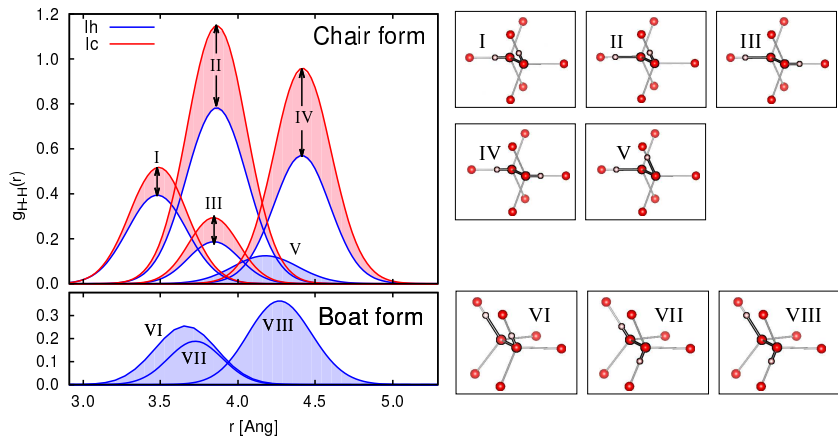 Ih
Ic
Chair form
1.2
1.0
0.8
0.6
0.4
0.2
0.0
g_H-H(r)
I
II
III
IV
V
Boat form
0.3
0.2
0.1
0.0
VI
VII
VIII
3.0 3.5 4.0 4.5 5.0
r [Ang]
I
II
III
IV
V
VI
VII
VIII